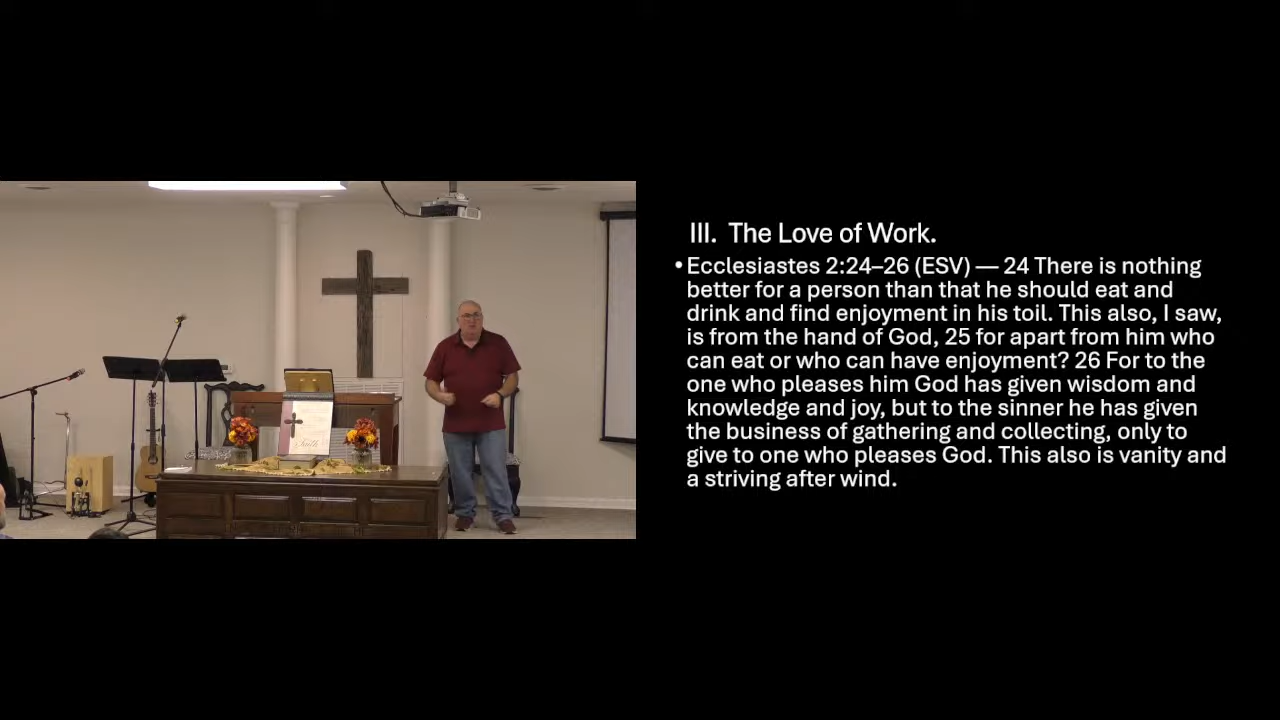 III. The Love of Work.
• Ecclesiastes 2:24–26 (ESV) — 24 There is nothing
better for a person than that he should eat and
drink and find enjoyment in his toil. This also, I saw,
is from the hand of God, 25 for apart from him who
can eat or who can have enjoyment? 26 For to the
one who pleases him God has given wisdom and
knowledge and joy, but to the sinner he has given
the business of gathering and collecting, only to
give to one who pleases God. This also is vanity and
a striving after wind.
Faith